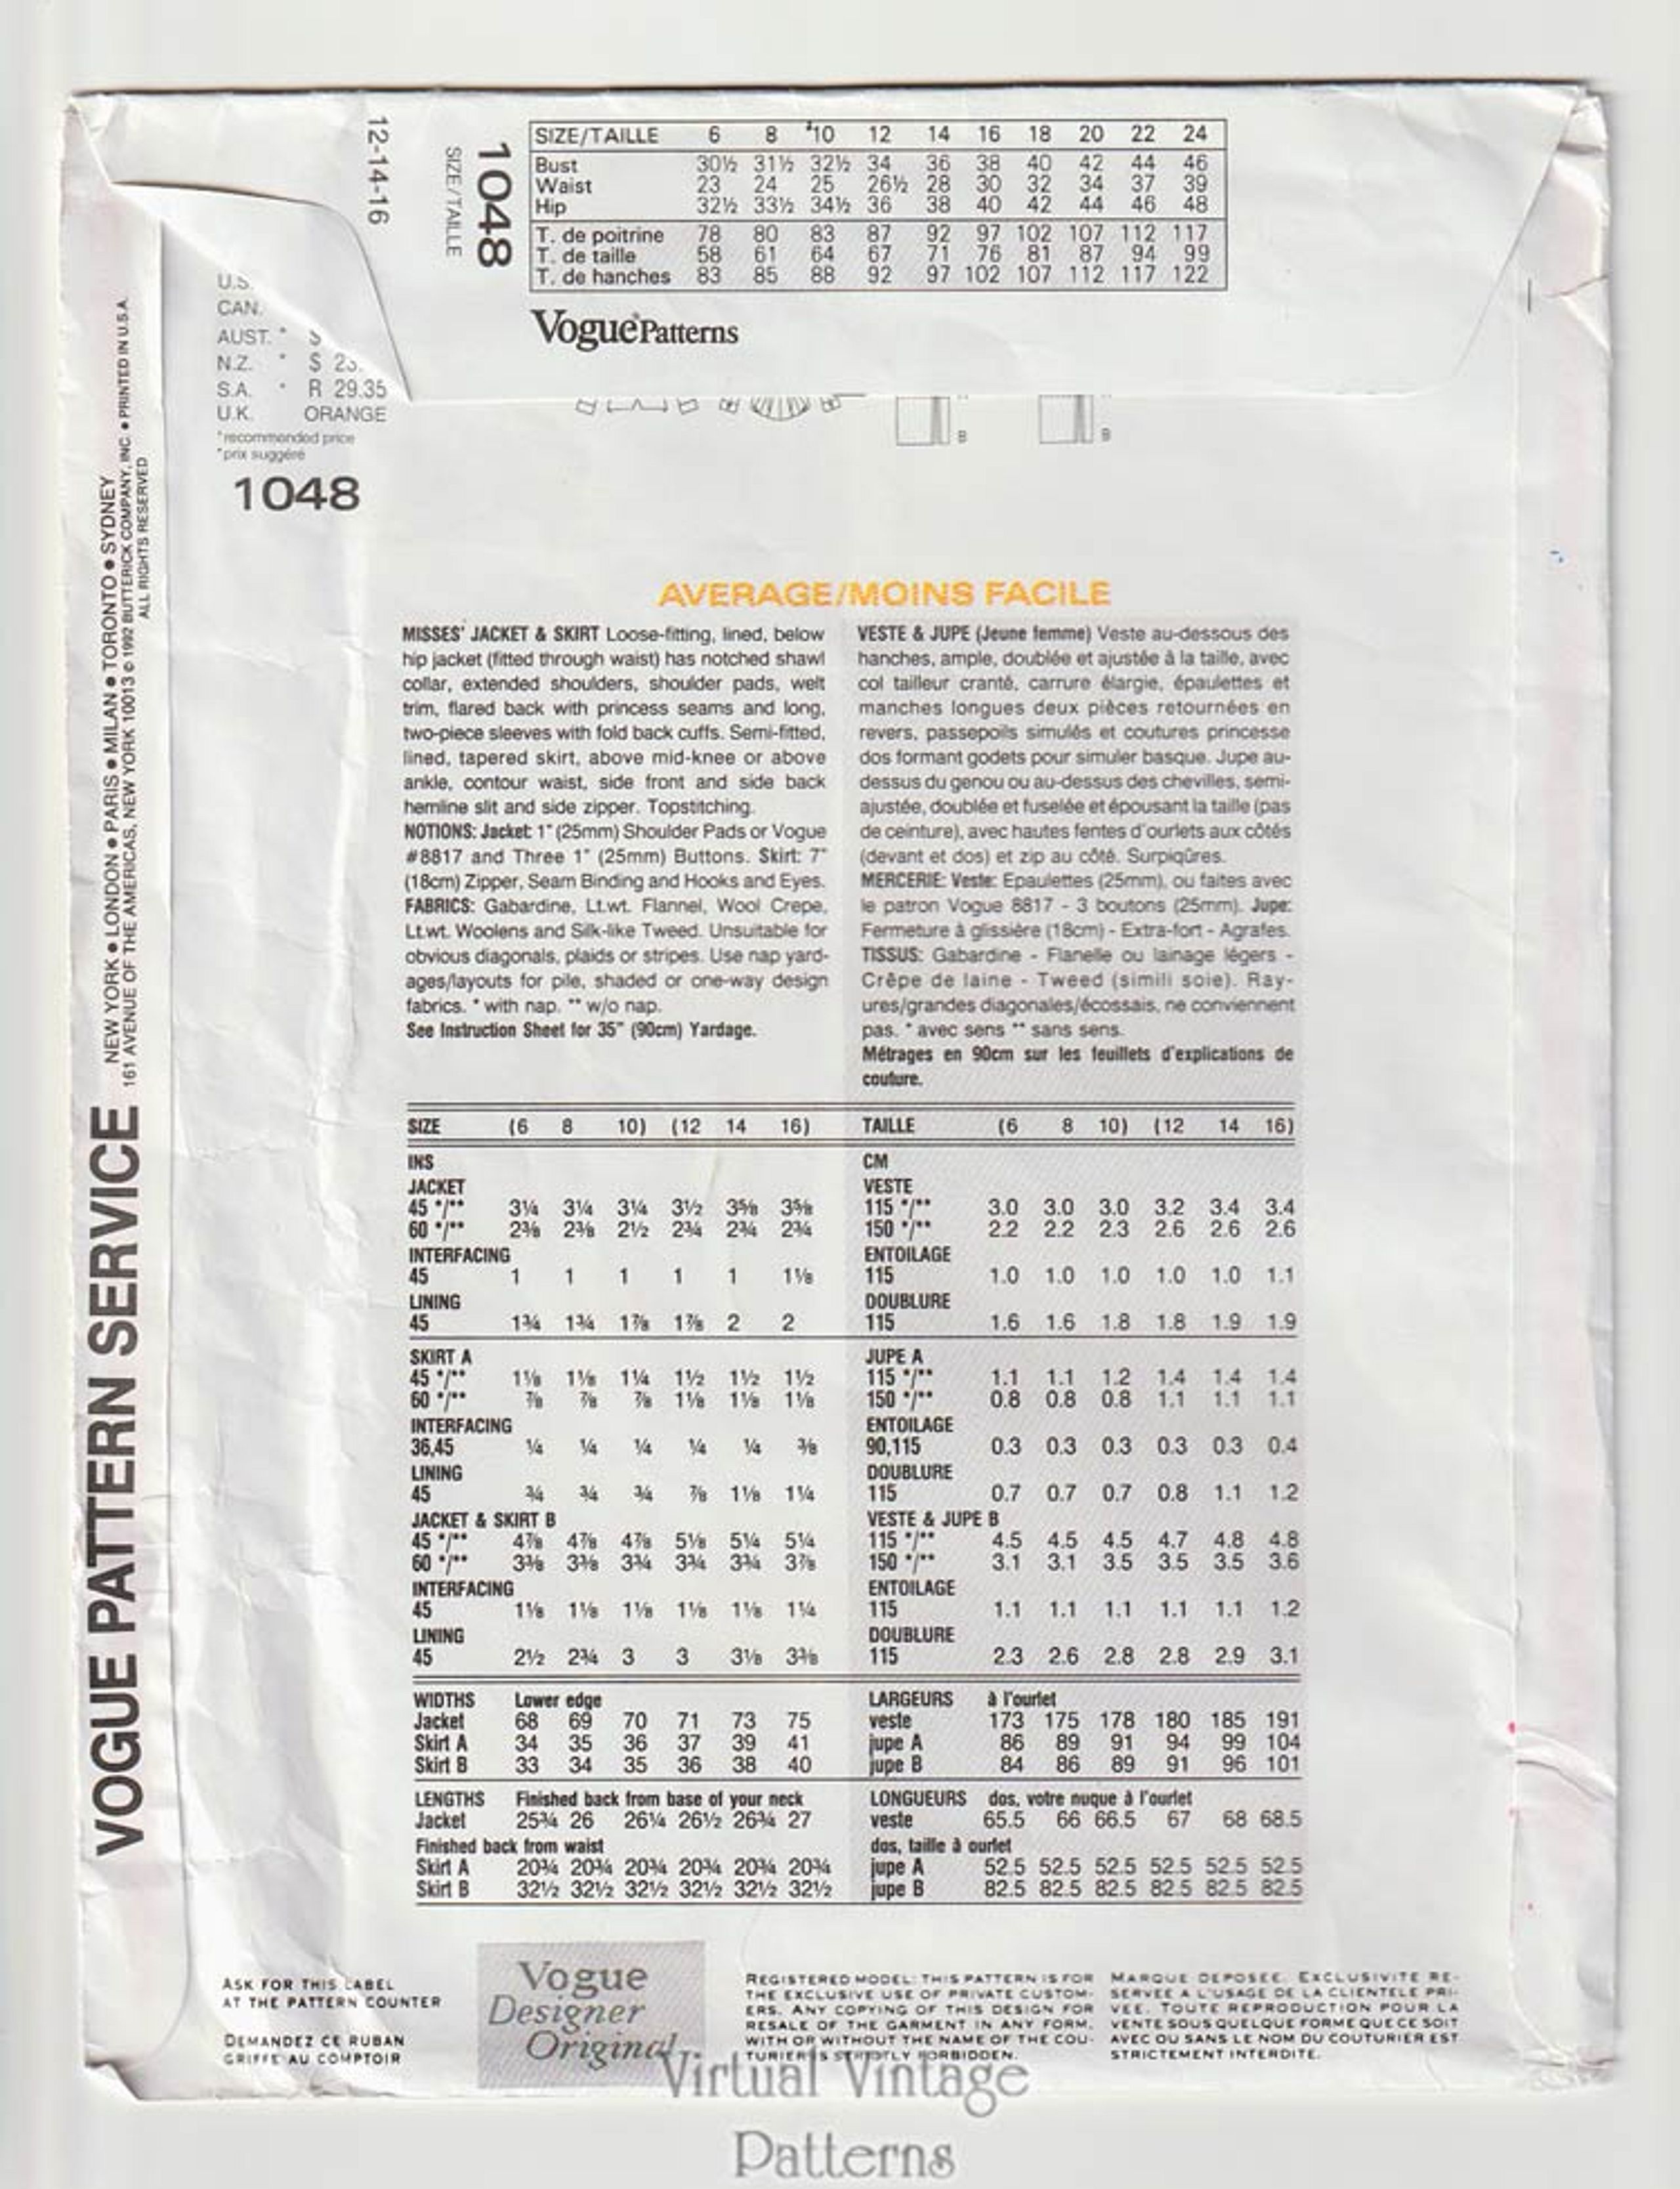 12-14-16
SIZE/TAILLE
1048
SIZE/TAILLE 6 8 10 12 14 16 18 20 22 24
Bust 30½ 31½ 32½ 34 36 38 40 42 44 46
Waist 23 24 25 26½ 28 30 32 34 37 39
Hip 32½ 33½ 34½ 36 38 40 42 44 46 48
T. de poitrine 78 80 83 87 92 97 102 107 112 117
T. de taille 58 61 64 67 71 76 81 87 94 99
T. de hanches 83 85 88 92 97 102 107 112 117 122
Vogue Patterns
U.S.
CAN.
AUST. * $
N.Z. * $ 23.
S.A. * R 29.35
U.K. ORANGE
*recommended price
*prix suggéré
1048
B
B
VOGUE PATTERN SERVICE
NEW YORK ● LONDON ● PARIS ● MILAN ● TORONTO ● SYDNEY
161 AVENUE OF THE AMERICAS, NEW YORK 10013 © 1992 BUTTERICK COMPANY, INC. ● PRINTED IN U.S.A.
ALL RIGHTS RESERVED
AVERAGE/MOINS FACILE
MISSES' JACKET & SKIRT Loose-fitting, lined, below
hip jacket (fitted through waist) has notched shawl
collar, extended shoulders, shoulder pads, welt
trim, flared back with princess seams and long,
two-piece sleeves with fold back cuffs. Semi-fitted,
lined, tapered skirt, above mid-knee or above
ankle, contour waist, side front and side back
hemline slit and side zipper. Topstitching.
NOTIONS: Jacket: 1" (25mm) Shoulder Pads or Vogue
#8817 and Three 1" (25mm) Buttons. Skirt: 7"
(18cm) Zipper, Seam Binding and Hooks and Eyes.
FABRICS: Gabardine, Lt.wt. Flannel, Wool Crepe,
Lt.wt. Woolens and Silk-like Tweed. Unsuitable for
obvious diagonals, plaids or stripes. Use nap yard-
ages/layouts for pile, shaded or one-way design
fabrics. * with nap. ** w/o nap.
See Instruction Sheet for 35" (90cm) Yardage.
VESTE & JUPE (Jeune femme) Veste au-dessous des
hanches, ample, doublée et ajustée à la taille, avec
col tailleur cranté, carrure élargie, épaulettes et
manches longues deux pièces retournées en
revers, passepoils simulés et coutures princesse
dos formant godets pour simuler basque. Jupe au-
dessus du genou ou au-dessus des chevilles, semi-
ajustée, doublée et fuselée et épousant la taille (pas
de ceinture), avec hautes fentes d'ourlets aux côtés
(devant et dos) et zip au côté. Surpiqûres.
MERCERIE: Veste: Epaulettes (25mm), ou faites avec
le patron Vogue 8817 - 3 boutons (25mm). Jupe:
Fermeture à glissière (18cm) - Extra-fort - Agrafes.
TISSUS: Gabardine - Flanelle ou lainage légers -
Crêpe de laine - Tweed (simili soie). Ray-
ures/grandes diagonales/écossais, ne conviennent
pas. * avec sens ** sans sens.
Métrages en 90cm sur les feuillets d'explications de
couture.
SIZE (6 8 10) (12 14 16)
INS
JACKET
45 */** 3¼ 3¼ 3¼ 3½ 3⅝ 3⅝
60 */** 2⅜ 2⅜ 2½ 2¾ 2¾ 2¾
INTERFACING
45 1 1 1 1 1 1⅛
LINING
45 1¾ 1¾ 1⅞ 1⅞ 2 2
SKIRT A
45 */** 1⅛ 1⅛ 1¼ 1½ 1½ 1½
60 */** ⅞ ⅞ ⅞ 1⅛ 1⅛ 1⅛
INTERFACING
36,45 ¼ ¼ ¼ ¼ ¼ ⅜
LINING
45 ¾ ¾ ¾ ⅞ 1⅛ 1¼
JACKET & SKIRT B
45 */** 4⅞ 4⅞ 4⅞ 5⅛ 5¼ 5¼
60 */** 3⅜ 3⅜ 3¾ 3¾ 3¾ 3⅞
INTERFACING
45 1⅛ 1⅛ 1⅛ 1⅛ 1⅛ 1¼
LINING
45 2½ 2¾ 3 3 3⅛ 3⅜
WIDTHS Lower edge
Jacket 68 69 70 71 73 75
Skirt A 34 35 36 37 39 41
Skirt B 33 34 35 36 38 40
LENGTHS Finished back from base of your neck
Jacket 25¾ 26 26¼ 26½ 26¾ 27
Finished back from waist
Skirt A 20¾ 20¾ 20¾ 20¾ 20¾ 20¾
Skirt B 32½ 32½ 32½ 32½ 32½ 32½
TAILLE (6 8 10) (12 14 16)
CM
VESTE
115 */** 3.0 3.0 3.0 3.2 3.4 3.4
150 */** 2.2 2.2 2.3 2.6 2.6 2.6
ENTOILAGE
115 1.0 1.0 1.0 1.0 1.0 1.1
DOUBLURE
115 1.6 1.6 1.8 1.8 1.9 1.9
JUPE A
115 */** 1.1 1.1 1.2 1.4 1.4 1.4
150 */** 0.8 0.8 0.8 1.1 1.1 1.1
ENTOILAGE
90,115 0.3 0.3 0.3 0.3 0.3 0.4
DOUBLURE
115 0.7 0.7 0.7 0.8 1.1 1.2
VESTE & JUPE B
115 */** 4.5 4.5 4.5 4.7 4.8 4.8
150 */** 3.1 3.1 3.5 3.5 3.5 3.6
ENTOILAGE
115 1.1 1.1 1.1 1.1 1.1 1.2
DOUBLURE
115 2.3 2.6 2.8 2.8 2.9 3.1
LARGEURS à l'ourlet
veste 173 175 178 180 185 191
jupe A 86 89 91 94 99 104
jupe B 84 86 89 91 96 101
LONGUEURS dos, votre nuque à l'ourlet
veste 65.5 66 66.5 67 68 68.5
dos, taille à ourlet
jupe A 52.5 52.5 52.5 52.5 52.5 52.5
jupe B 82.5 82.5 82.5 82.5 82.5 82.5
ASK FOR THIS LABEL
AT THE PATTERN COUNTER
DEMANDEZ CE RUBAN
GRIFFE AU COMPTOIR
Vogue
Designer
Original
REGISTERED MODEL: THIS PATTERN IS FOR
THE EXCLUSIVE USE OF PRIVATE CUSTOM-
ERS. ANY COPYING OF THIS DESIGN FOR
RESALE OF THE GARMENT IN ANY FORM,
WITH OR WITHOUT THE NAME OF THE COU-
TURIER IS STRICTLY FORBIDDEN.
MARQUE DEPOSEE. EXCLUSIVITE RE-
SERVEE A L'USAGE DE LA CLIENTELE PRI-
VEE. TOUTE REPRODUCTION POUR LA
VENTE SOUS QUELQUE FORME QUE CE SOIT
AVEC OU SANS LE NOM DU COUTURIER EST
STRICTEMENT INTERDITE.
Virtual Vintage
Patterns